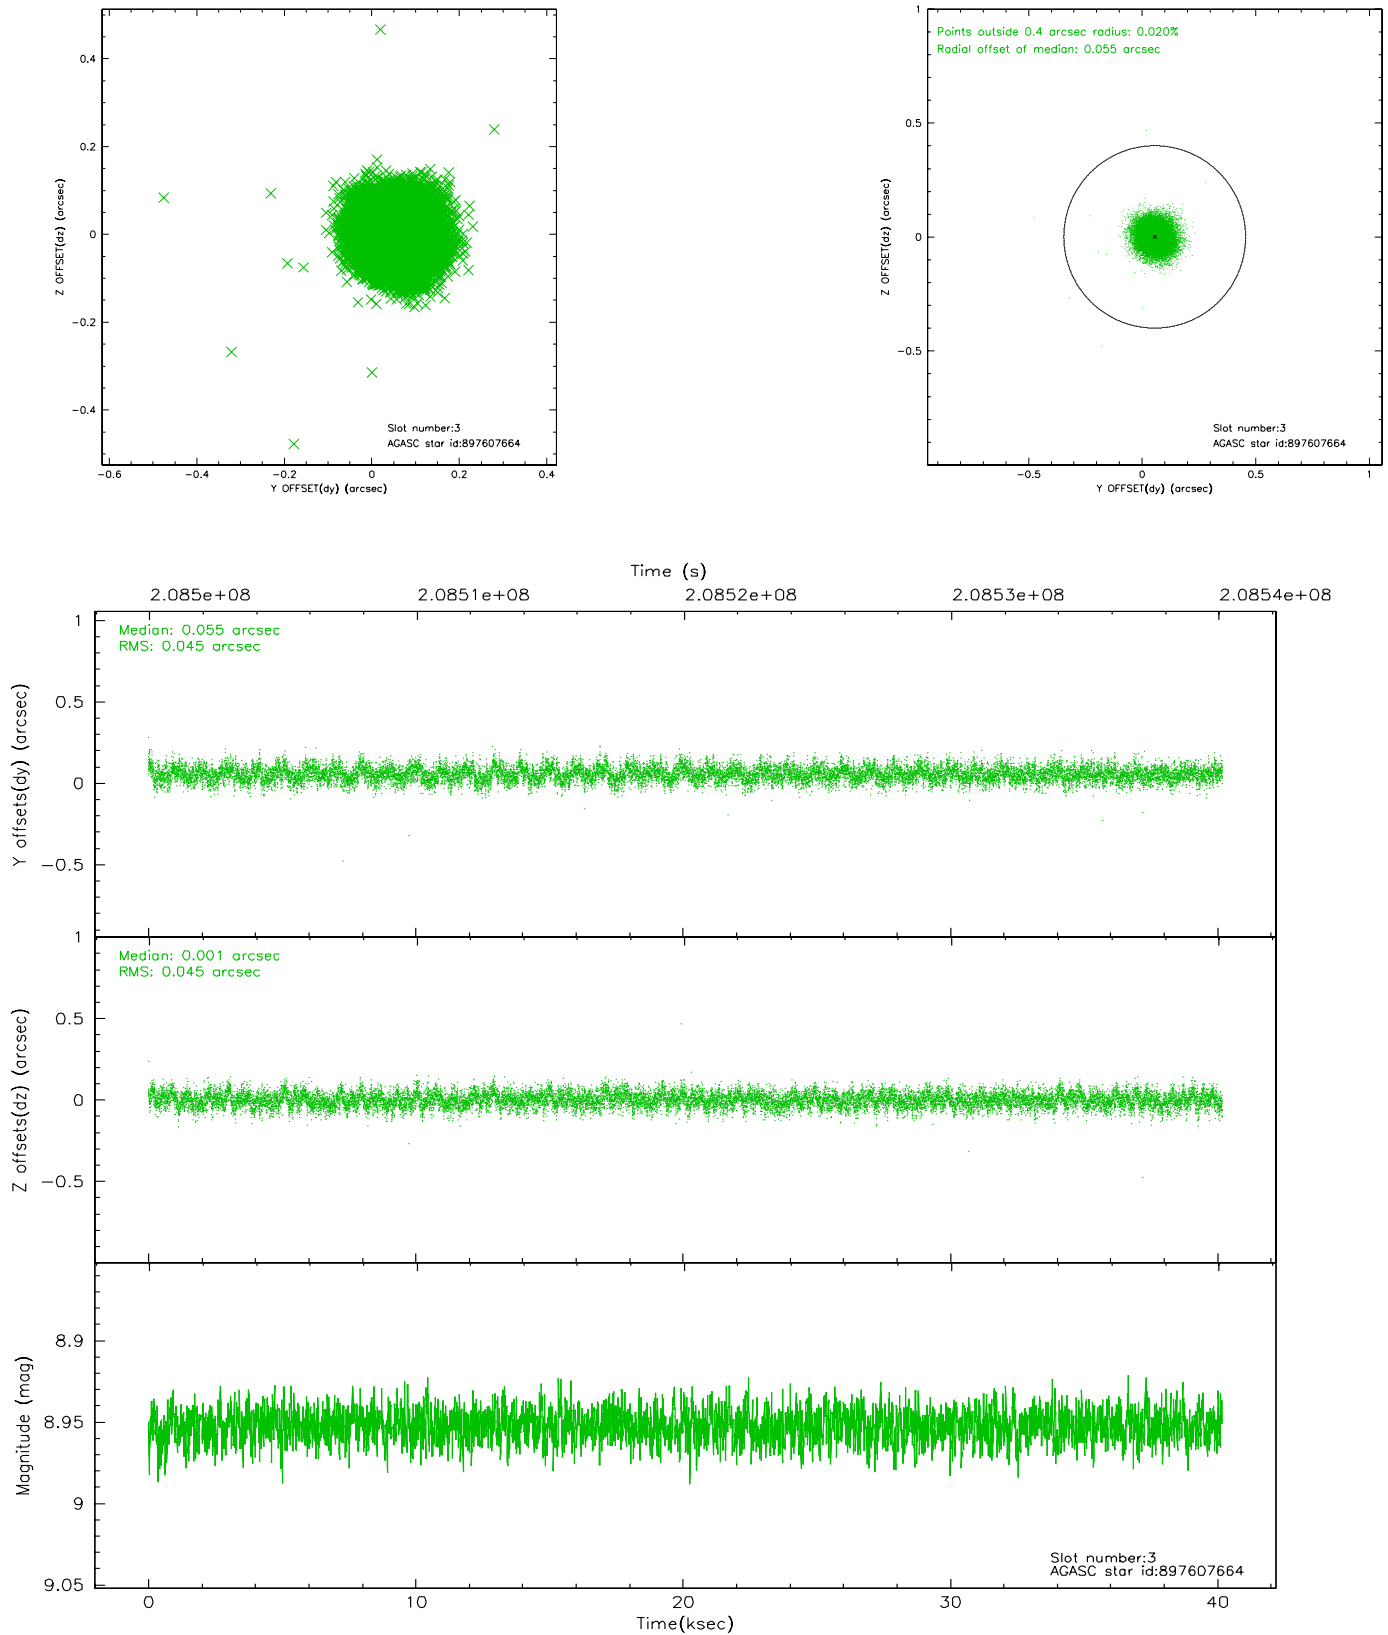 0.4
0.2
0
−0.2
−0.4
Z OFFSET(dz) (arcsec)
Slot number:3
AGASC star id:897607664
−0.6
−0.4
−0.2
0
0.2
0.4
Y OFFSET(dy) (arcsec)
Points outside 0.4 arcsec radius: 0.020%
Radial offset of median: 0.055 arcsec
1
0.5
0
−0.5
Z OFFSET(dz) (arcsec)
Slot number:3
AGASC star id:897607664
−0.5
0
0.5
1
Y OFFSET(dy) (arcsec)
Time (s)
2.085e+08
2.0851e+08
2.0852e+08
2.0853e+08
2.0854e+08
Median: 0.055 arcsec
RMS: 0.045 arcsec
1
0.5
0
−0.5
−1
Y offsets(dy) (arcsec)
Median: 0.001 arcsec
RMS: 0.045 arcsec
0.5
0
−0.5
Z offsets(dz) (arcsec)
8.9
8.95
9
9.05
Magnitude (mag)
Slot number:3
AGASC star id:897607664
0
10
20
30
40
Time(ksec)